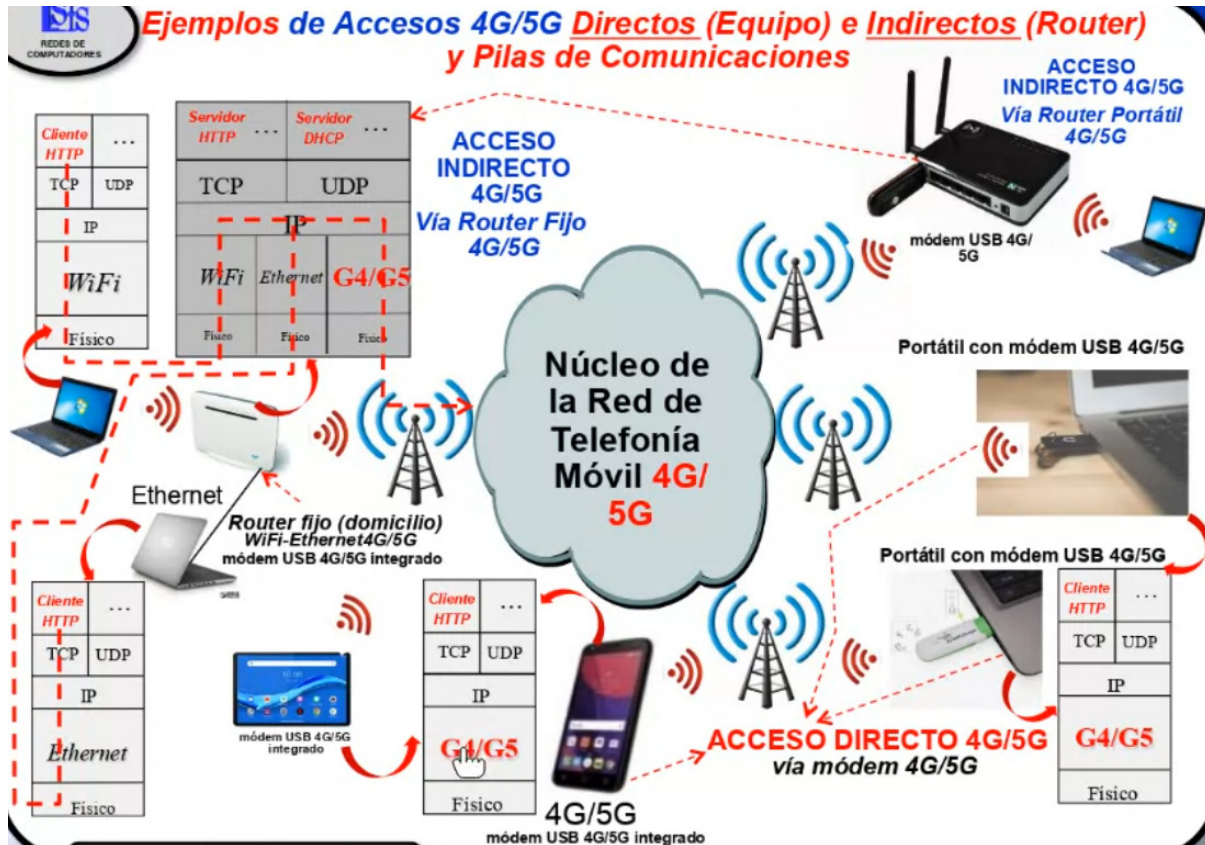 REDES DE
COMPUTADORES
Ejemplos de Accesos 4G/5G Directos (Equipo) e Indirectos (Router)
y Pilas de Comunicaciones
Cliente
HTTP
...
TCP
UDP
IP
WiFi
Físico
Servidor
HTTP
...
Servidor
DHCP
...
TCP
UDP
IP
WiFi
Ethernet
G4/G5
Físico
Físico
Físico
ACCESO
INDIRECTO
4G/5G
Vía Router Fijo
4G/5G
ACCESO
INDIRECTO 4G/5G
Vía Router Portátil
4G/5G
módem USB 4G/
5G
Núcleo de
la Red de
Telefonía
Móvil 4G/
5G
Portátil con módem USB 4G/5G
Ethernet
Router fijo (domicilio)
WiFi-Ethernet4G/5G
módem USB 4G/5G integrado
Cliente
HTTP
...
TCP
UDP
IP
Ethernet
Físico
módem USB 4G/5G
integrado
Cliente
HTTP
...
TCP
UDP
IP
G4/G5
Físico
4G/5G
módem USB 4G/5G integrado
Portátil con módem USB 4G/5G
ACCESO DIRECTO 4G/5G
vía módem 4G/5G
Cliente
HTTP
...
TCP
UDP
IP
G4/G5
Físico